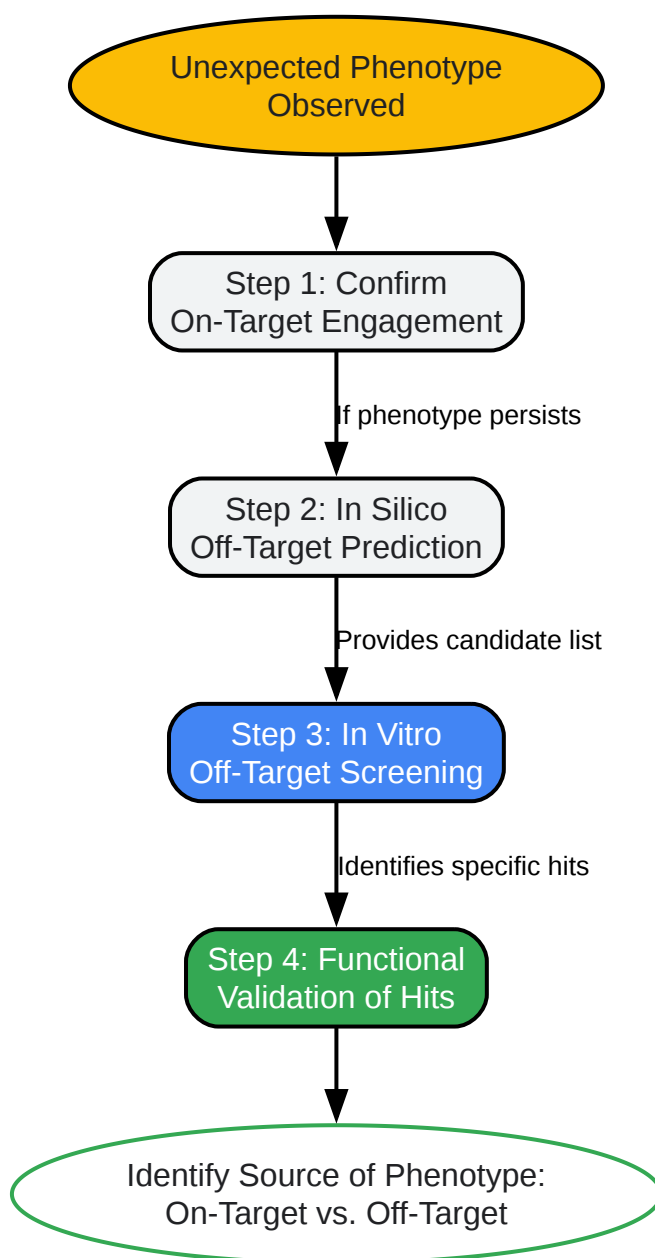 Unexpected Phenotype
Observed
Step 1: Confirm
On-Target Engagement
If phenotype persists
Step 2: In Silico
Off-Target Prediction
Provides candidate list
Step 3: In Vitro
Off-Target Screening
Identifies specific hits
Step 4: Functional
Validation of Hits
Identify Source of Phenotype:
On-Target vs. Off-Target